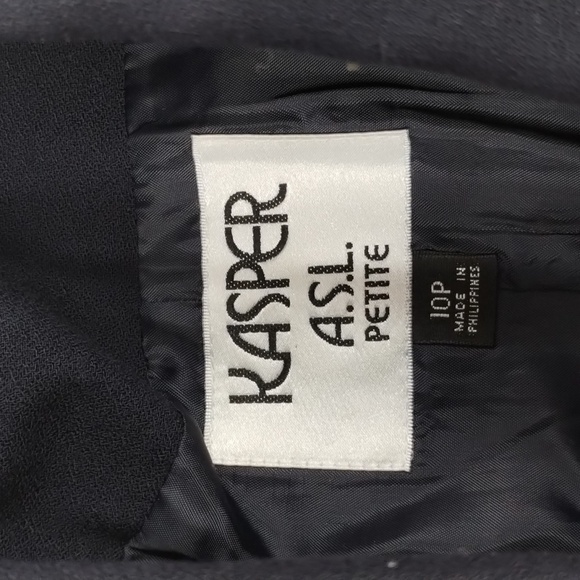 KASPER
A.S.L.
PETITE
10P
MADE IN
PHILIPPINES